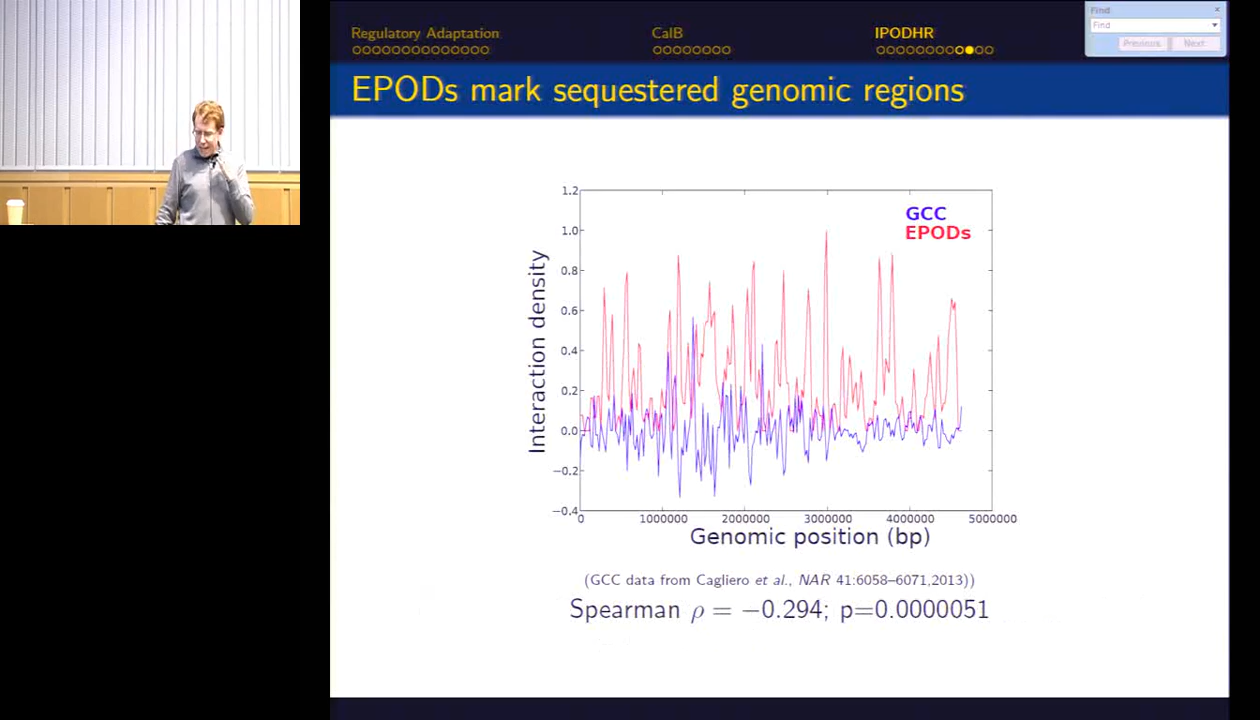 Regulatory Adaptation
CalB
IPODHR
Find
Find
Previous
Next
EPODs mark sequestered genomic regions
GCC
EPODs
Interaction density
1.2
1.0
0.8
0.6
0.4
0.2
0.0
−0.2
−0.4
0
1000000
2000000
3000000
4000000
5000000
Genomic position (bp)
(GCC data from Cagliero et al., NAR 41:6058–6071,2013))
Spearman ρ = −0.294; p=0.0000051